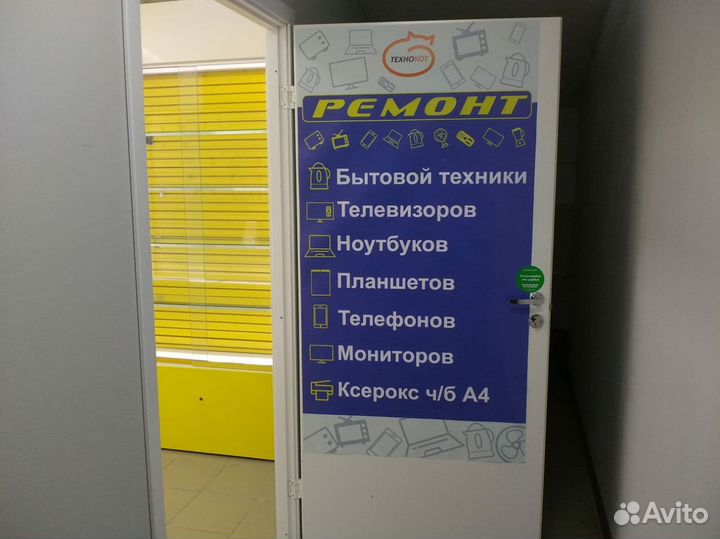 ТЕХНОКОТ
РЕМОНТ
Бытовой техники
Телевизоров
Ноутбуков
Планшетов
Телефонов
Мониторов
Ксерокс ч/б А4
Avito